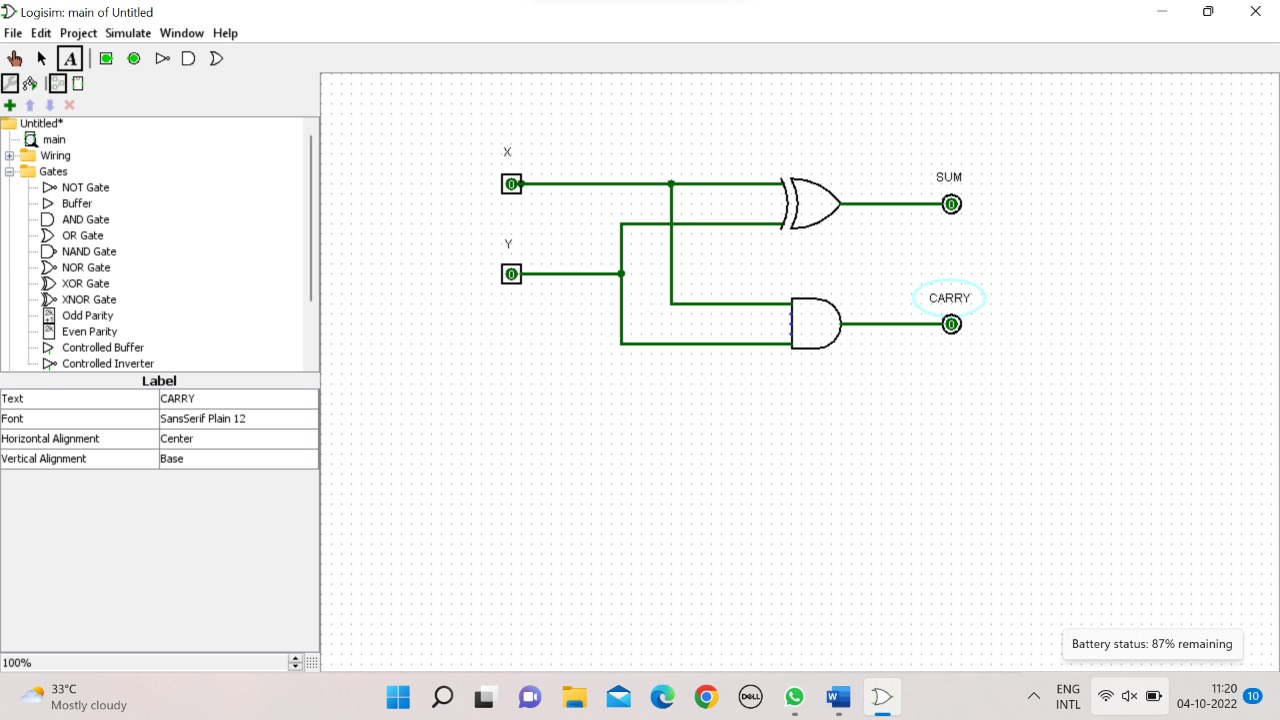 Logisim: main of Untitled
File Edit Project Simulate Window Help
A
Untitled*
main
Wiring
Gates
NOT Gate
Buffer
AND Gate
OR Gate
NAND Gate
NOR Gate
XOR Gate
XNOR Gate
Odd Parity
Even Parity
Controlled Buffer
Controlled Inverter
Label
Text CARRY
Font SansSerif Plain 12
Horizontal Alignment Center
Vertical Alignment Base
100%
X
0
Y
0
SUM
0
CARRY
0
Battery status: 87% remaining
33°C
Mostly cloudy
DELL
W
ENG
INTL
11:20
04-10-2022
10